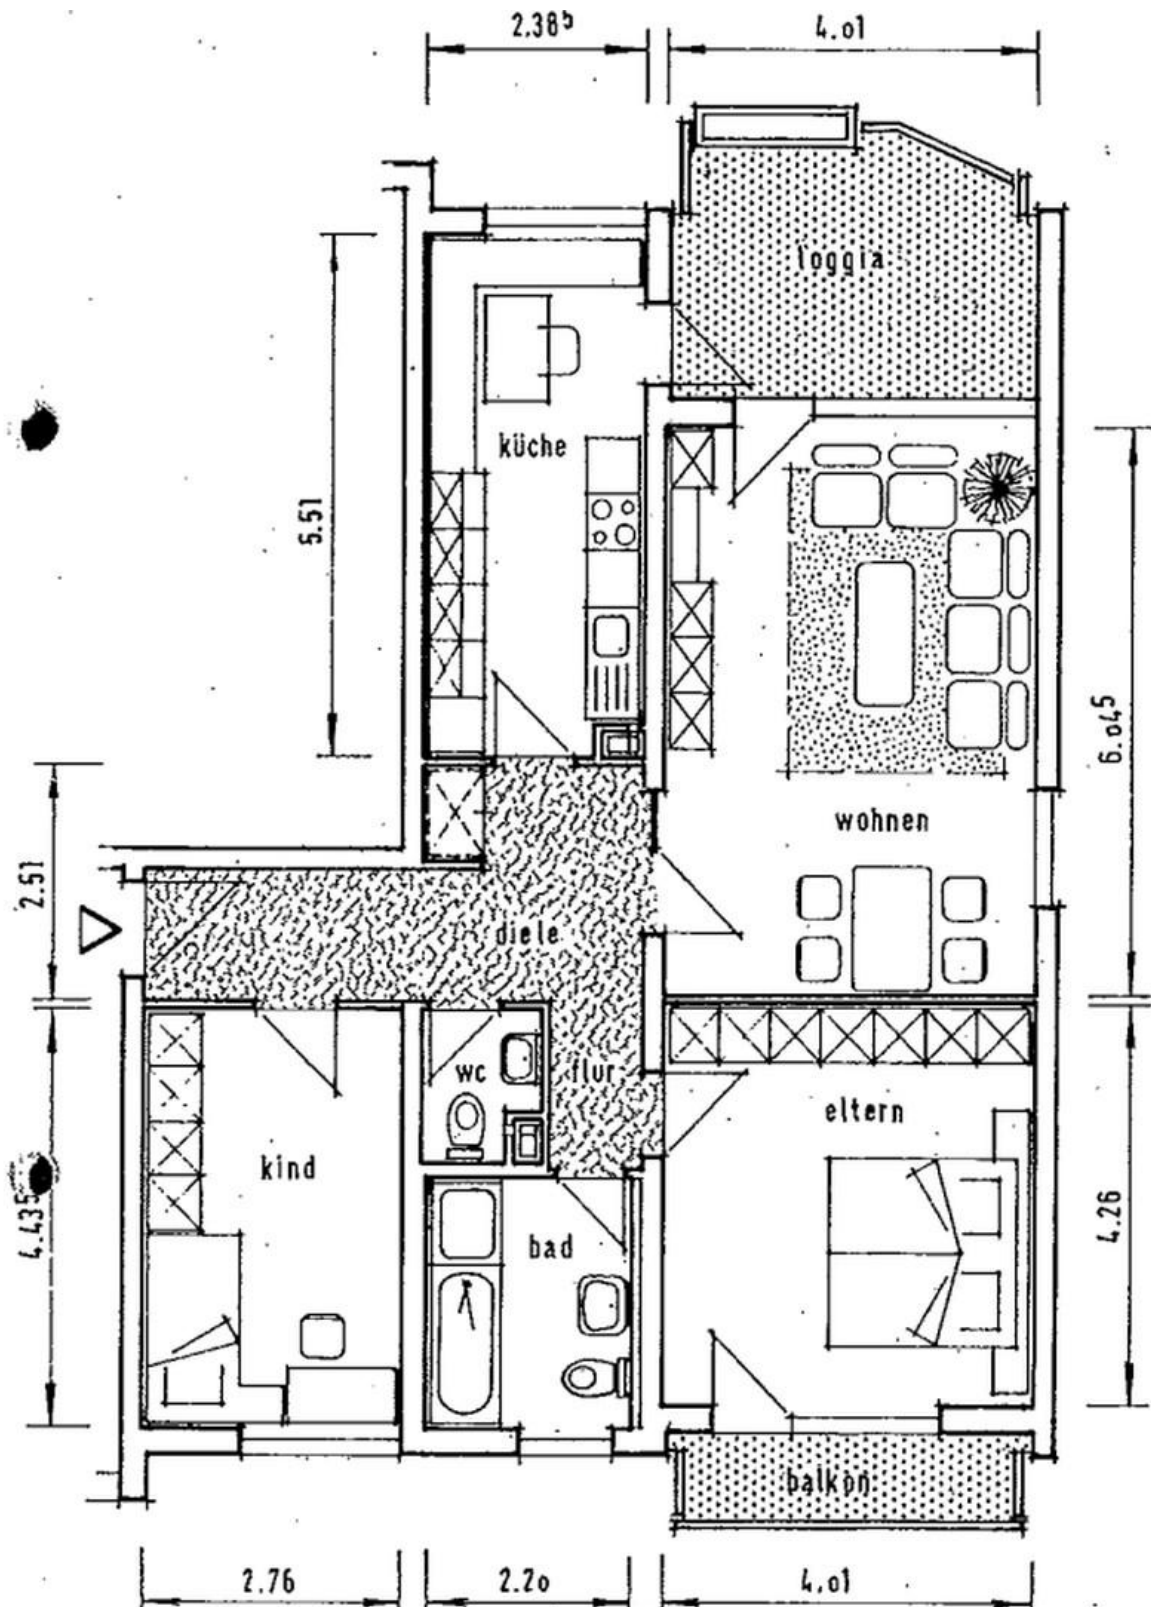 2.38⁵
4.01
loggia
küche
5.51
6.04⁵
wohnen
2.51
diele
wc
flur
eltern
kind
4.43⁵
4.26
bad
balkon
2.76
2.20
4.01